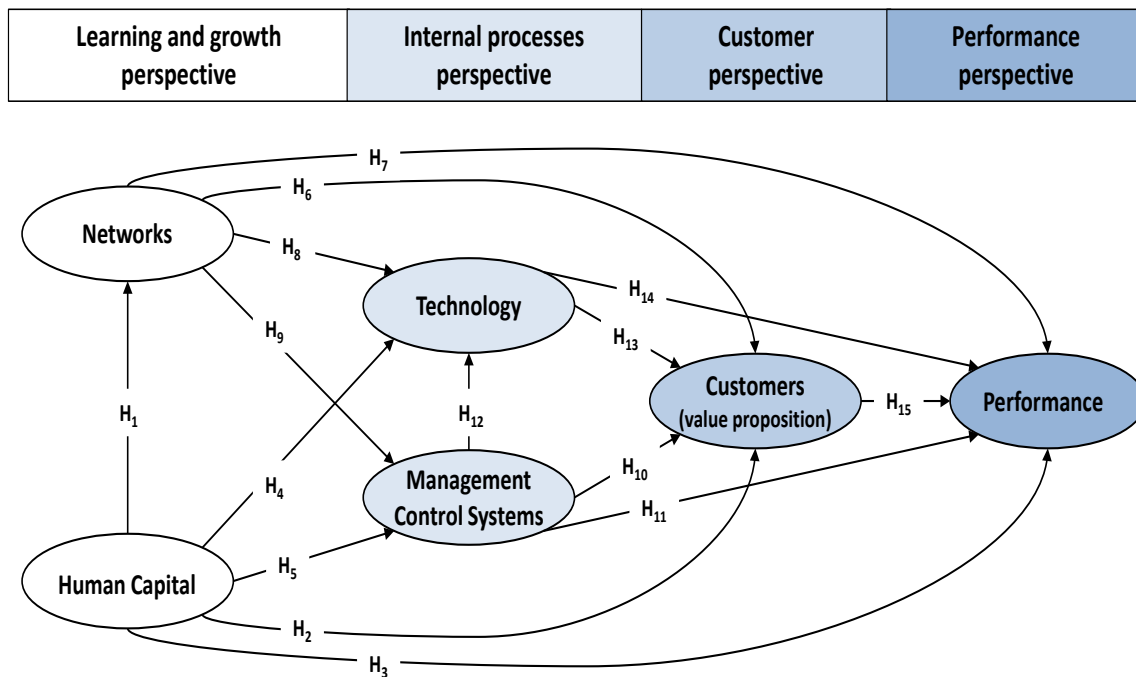 Learning and growth
perspective
Internal processes
perspective
Customer
perspective
Performance
perspective
H₇
H₆
Networks
H₈
H₁₄
Technology
H₉
H₁₃
Customers
(value proposition)
H₁₅
Performance
H₁
H₁₂
Management
Control Systems
H₁₀
H₄
H₁₁
H₅
Human Capital
H₂
H₃